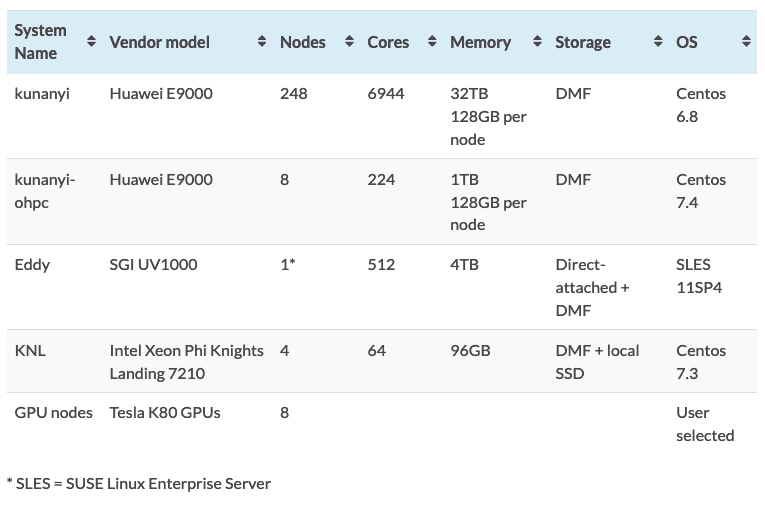 System Name Vendor model Nodes Cores Memory Storage OS
kunanyi Huawei E9000 248 6944 32TB 128GB per node DMF Centos 6.8
kunanyi-ohpc Huawei E9000 8 224 1TB 128GB per node DMF Centos 7.4
Eddy SGI UV1000 1* 512 4TB Direct-attached + DMF SLES 11SP4
KNL Intel Xeon Phi Knights Landing 7210 4 64 96GB DMF + local SSD Centos 7.3
GPU nodes Tesla K80 GPUs 8 User selected
* SLES = SUSE Linux Enterprise Server